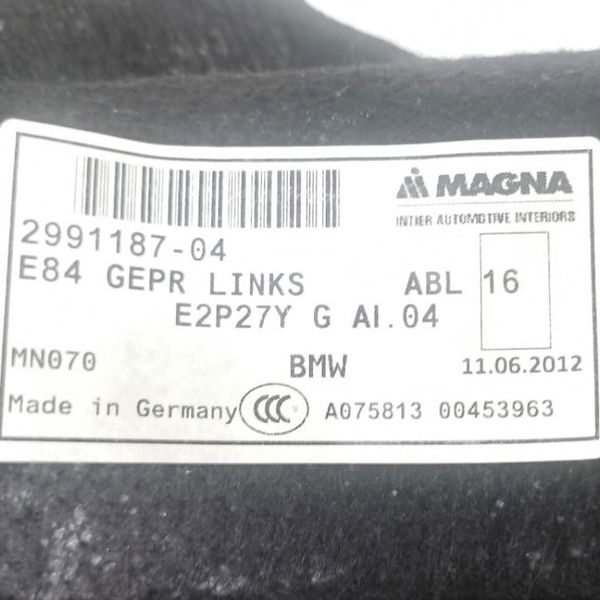 MAGNA
INTIER AUTOMOTIVE INTERIORS
2991187-04
E84 GEPR LINKS ABL 16
E2P27Y G AI.04
MN070 BMW 11.06.2012
Made in Germany CCC A075813 00453963